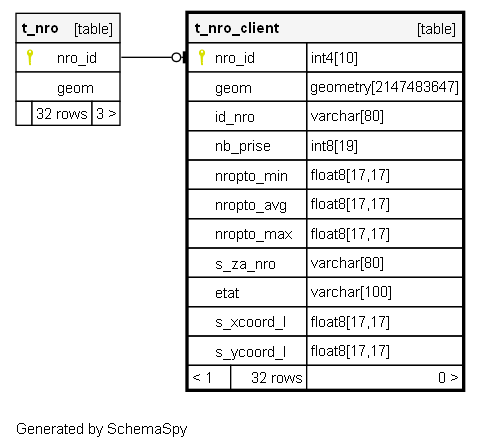 t_nro [table]
nro_id
geom
32 rows 3 >
t_nro_client [table]
nro_id int4[10]
geom geometry[2147483647]
id_nro varchar[80]
nb_prise int8[19]
nropto_min float8[17,17]
nropto_avg float8[17,17]
nropto_max float8[17,17]
s_za_nro varchar[80]
etat varchar[100]
s_xcoord_l float8[17,17]
s_ycoord_l float8[17,17]
< 1 32 rows 0 >
Generated by SchemaSpy